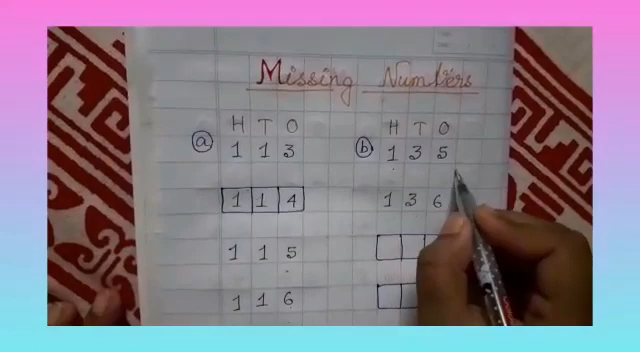 Missing Numbers
H T O
H T O
(a) 1 1 3
(b) 1 3 5
1 1 4
1 3 6
1 1 5
1 1 6